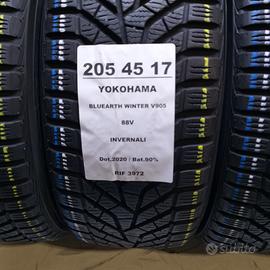 205 45 17
YOKOHAMA
BLUEARTH WINTER V905
88V
INVERNALI
Dot.2020 / Bat.90%
RIF 3972
subito